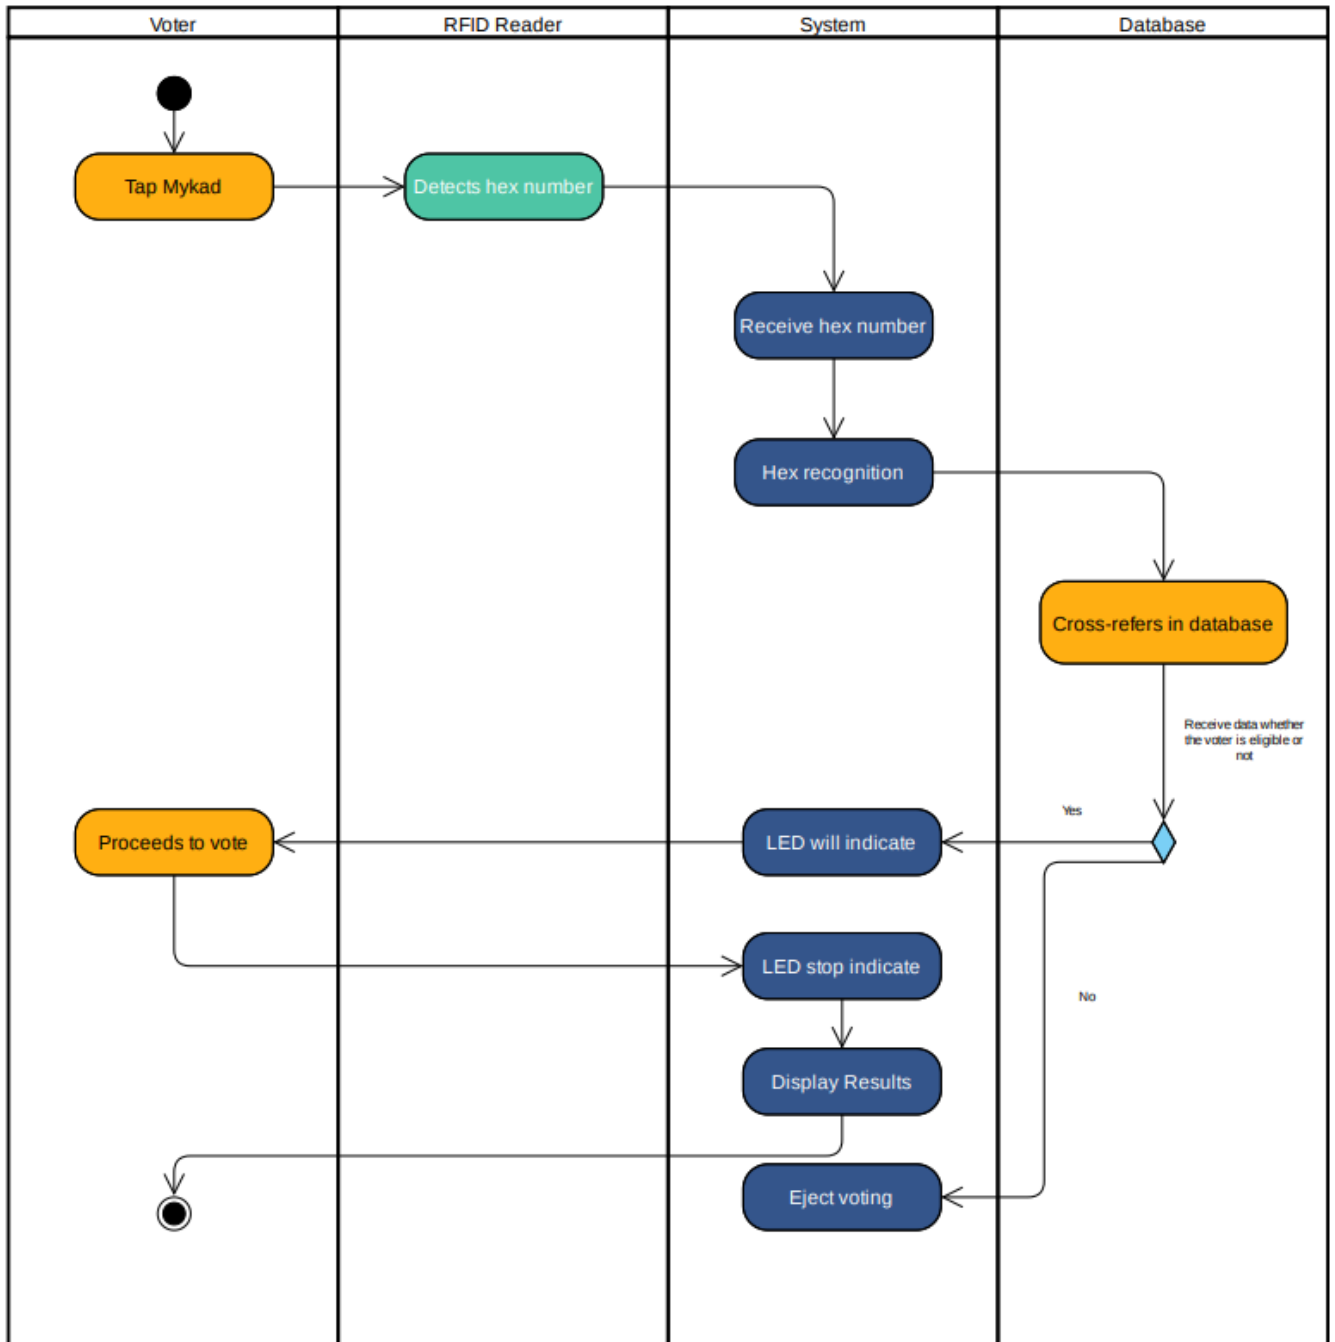 Voter
RFID Reader
System
Database
Tap Mykad
Detects hex number
Receive hex number
Hex recognition
Cross-refers in database
Receive data whether
the voter is eligible or
not
Yes
Proceeds to vote
LED will indicate
LED stop indicate
No
Display Results
Eject voting